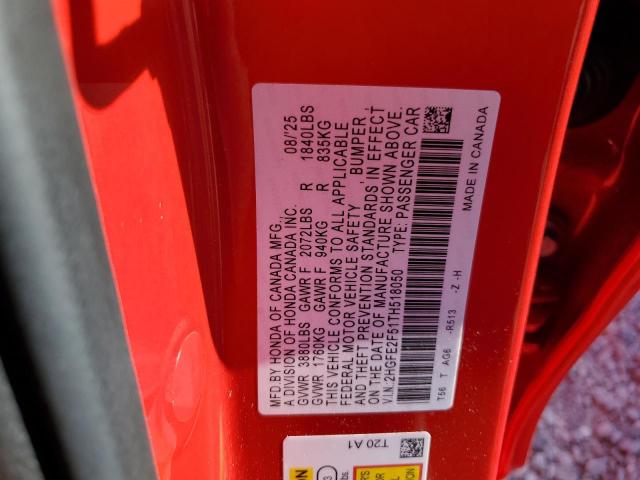 MFD.BY HONDA OF CANADA MFG., 08/'25
A DIVISION OF HONDA CANADA INC.
GVWR 3880LBS GAWR F 2072LBS R 1840LBS
GVWR 1760KG GAWR F 940KG R 835KG
THIS VEHICLE CONFORMS TO ALL APPLICABLE
FEDERAL MOTOR VEHICLE SAFETY, BUMPER,
AND THEFT PREVENTION STANDARDS IN EFFECT
ON THE DATE OF MANUFACTURE SHOWN ABOVE.
V.I.N. 2HGFE2F51TH518050 TYPE: PASSENGER CAR
T56 T AG6 -R513 -Z -H MADE IN CANADA
T20 A1